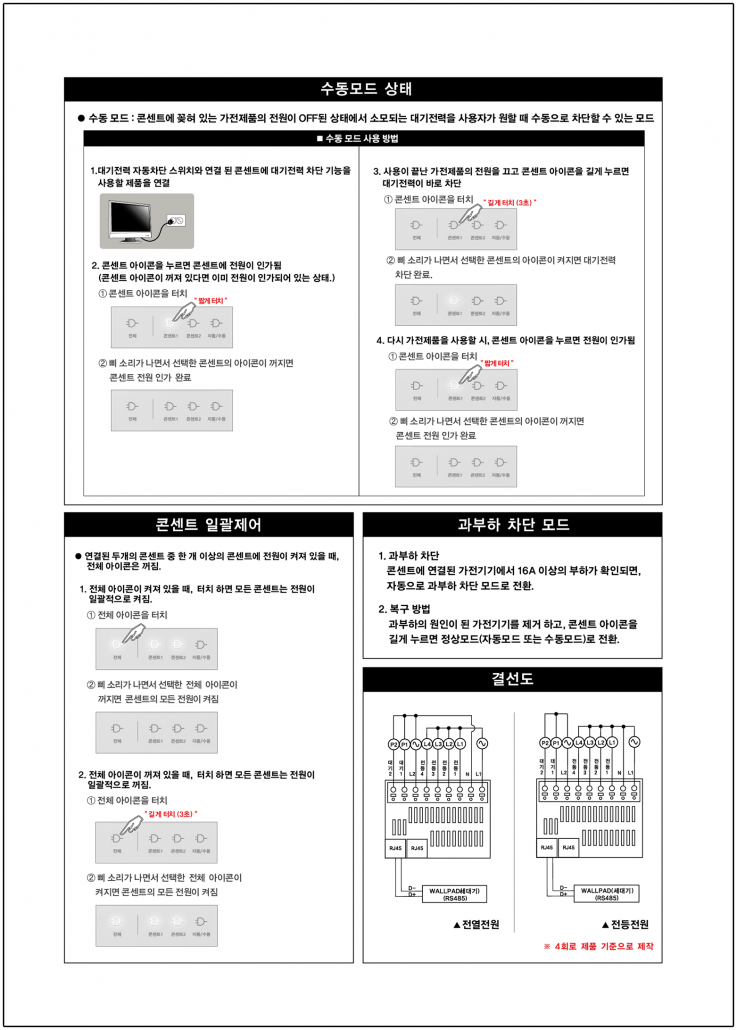 수동모드 상태
● 수동 모드 : 콘센트에 꽂혀 있는 가전제품의 전원이 OFF된 상태에서 소모되는 대기전력을 사용자가 원할 때 수동으로 차단할 수 있는 모드
■ 수동 모드 사용 방법
1.대기전력 자동차단 스위치와 연결 된 콘센트에 대기전력 차단 기능을
사용할 제품을 연결
2. 콘센트 아이콘을 누르면 콘센트에 전원이 인가됨
(콘센트 아이콘이 꺼져 있다면 이미 전원이 인가되어 있는 상태.)
① 콘센트 아이콘을 터치
" 짧게 터치 "
전체 콘센트1 콘센트2 자동/수동
② 삐 소리가 나면서 선택한 콘센트의 아이콘이 꺼지면
콘센트 전원 인가 완료
전체 콘센트1 콘센트2 자동/수동
3. 사용이 끝난 가전제품의 전원을 끄고 콘센트 아이콘을 길게 누르면
대기전력이 바로 차단
① 콘센트 아이콘을 터치
" 길게 터치 (3초) "
전체 콘센트1 콘센트2 자동/수동
② 삐 소리가 나면서 선택한 콘센트의 아이콘이 켜지면 대기전력
차단 완료.
전체 콘센트1 콘센트2 자동/수동
4. 다시 가전제품을 사용할 시, 콘센트 아이콘을 누르면 전원이 인가됨
① 콘센트 아이콘을 터치
" 짧게 터치 "
전체 콘센트1 콘센트2 자동/수동
② 삐 소리가 나면서 선택한 콘센트의 아이콘이 꺼지면
콘센트 전원 인가 완료
전체 콘센트1 콘센트2 자동/수동
콘센트 일괄제어
● 연결된 두개의 콘센트 중 한 개 이상의 콘센트에 전원이 켜져 있을 때,
전체 아이콘은 꺼짐.
1. 전체 아이콘이 켜져 있을 때, 터치 하면 모든 콘센트는 전원이
일괄적으로 켜짐.
① 전체 아이콘을 터치
전체 콘센트1 콘센트2 자동/수동
② 삐 소리가 나면서 선택한 전체 아이콘이
꺼지면 콘센트의 모든 전원이 켜짐
전체 콘센트1 콘센트2 자동/수동
2. 전체 아이콘이 꺼져 있을 때, 터치 하면 모든 콘센트는 전원이
일괄적으로 꺼짐.
① 전체 아이콘을 터치
" 길게 터치 (3초) "
전체 콘센트1 콘센트2 자동/수동
② 삐 소리가 나면서 선택한 전체 아이콘이
켜지면 콘센트의 모든 전원이 켜짐
전체 콘센트1 콘센트2 자동/수동
과부하 차단 모드
1. 과부하 차단
콘센트에 연결된 가전기기에서 16A 이상의 부하가 확인되면,
자동으로 과부하 차단 모드로 전환.
2. 복구 방법
과부하의 원인이 된 가전기기를 제거 하고, 콘센트 아이콘을
길게 누르면 정상모드(자동모드 또는 수동모드)로 전환.
결선도
P2 P1 L4 L3 L2 L1
대기2 대기1 L2 전등4 전등3 전등2 전등1 N L1
RJ45 RJ45
D-
D+
WALLPAD(세대기)
(RS485)
▲전열전원
P2 P1 L4 L3 L2 L1
대기2 대기1 L2 전등4 전등3 전등2 전등1 N L1
RJ45 RJ45
D-
D+
WALLPAD(세대기)
(RS485)
▲전등전원
※ 4회로 제품 기준으로 제작